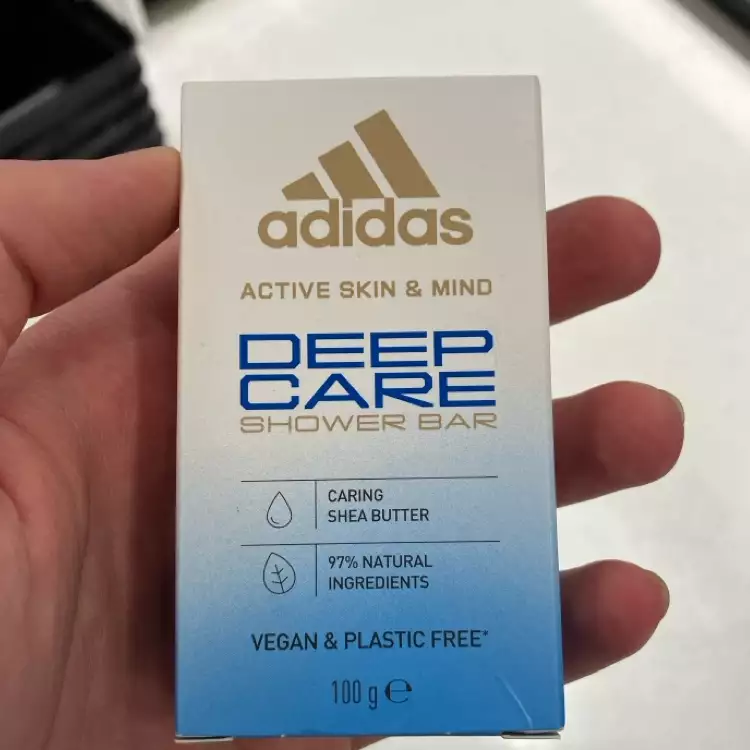 adidas
ACTIVE SKIN & MIND
DEEP
CARE
SHOWER BAR
CARING
SHEA BUTTER
97% NATURAL
INGREDIENTS
VEGAN & PLASTIC FREE*
100 g ℮